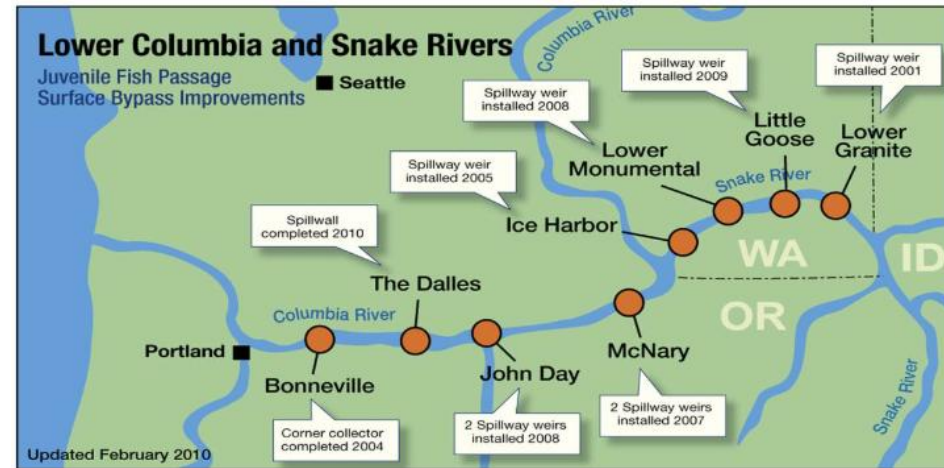 Lower Columbia and Snake Rivers
Juvenile Fish Passage
Surface Bypass Improvements
Seattle
Columbia River
Spillway weir
installed 2009
Spillway weir
installed 2001
Spillway weir
installed 2008
Little
Goose
Lower
Granite
Lower
Monumental
Snake River
Spillway weir
installed 2005
Ice Harbor
Spillwall
completed 2010
WA
ID
The Dalles
OR
Columbia River
Portland
Bonneville
John Day
McNary
Snake River
Corner collector
completed 2004
2 Spillway weirs
installed 2008
2 Spillway weirs
installed 2007
Updated February 2010